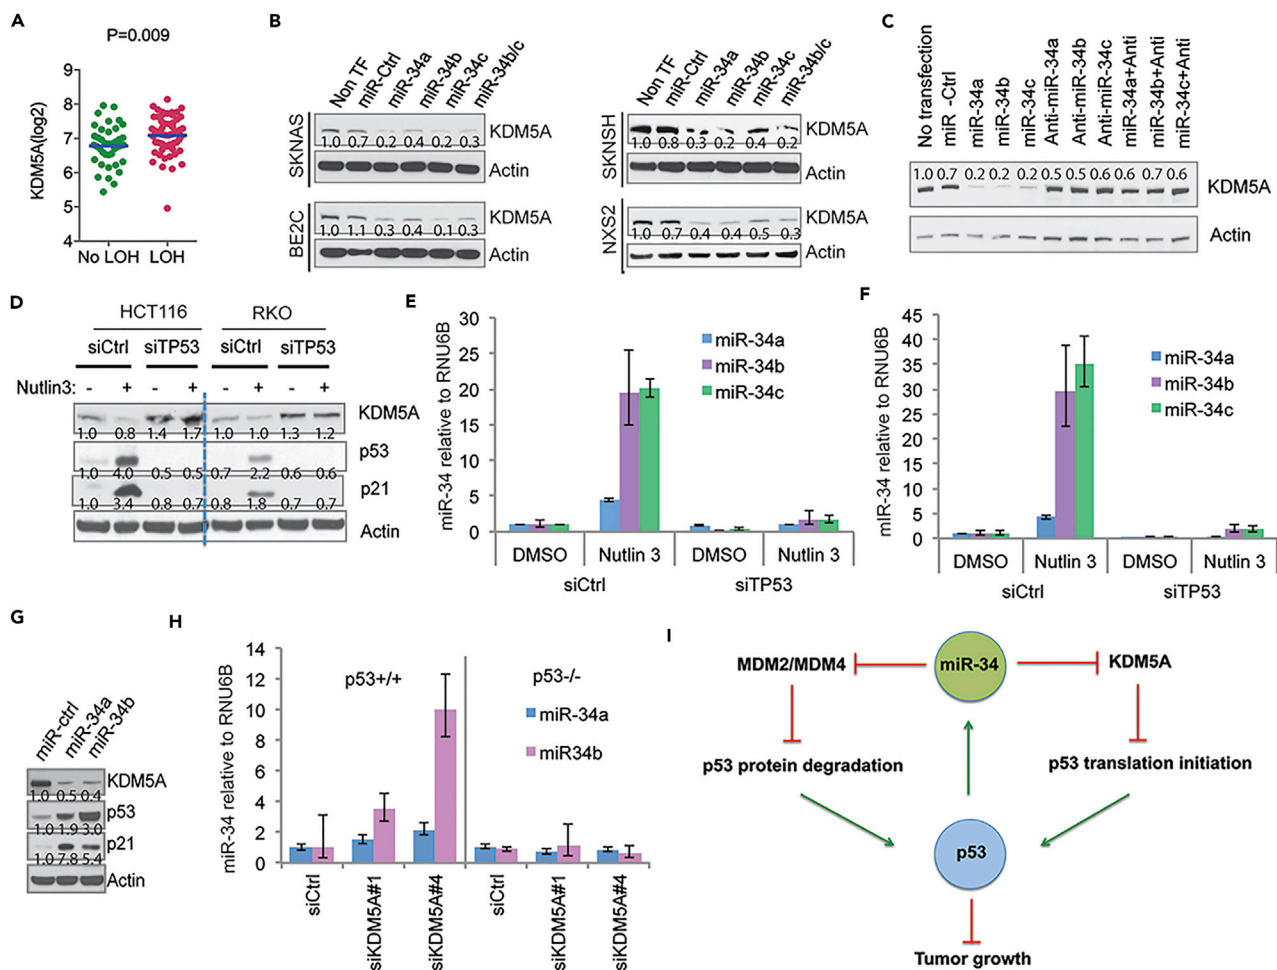 A
P=0.009
KDM5A(log2)
9
8
7
6
5
4
No LOH LOH
B
Non TF miR-Ctrl miR-34a miR-34b miR-34c miR-34b/c
SKNAS
KDM5A
1.0 0.7 0.2 0.4 0.2 0.3
Actin
BE2C
KDM5A
1.0 1.1 0.3 0.4 0.1 0.3
Actin
Non TF miR-Ctrl miR-34a miR-34b miR-34c miR-34b/c
SKNSH
KDM5A
1.0 0.8 0.3 0.2 0.4 0.2
Actin
NXS2
KDM5A
1.0 0.7 0.4 0.4 0.5 0.3
Actin
C
No transfection miR -Ctrl miR-34a miR-34b miR-34c Anti-miR-34a Anti-miR-34b Anti-miR-34c miR-34a+Anti miR-34b+Anti miR-34c+Anti
1.0 0.7 0.2 0.2 0.2 0.5 0.5 0.6 0.6 0.7 0.6
KDM5A
Actin
D
HCT116 RKO
siCtrl siTP53 siCtrl siTP53
Nutlin3: - + - + - + - +
KDM5A
1.0 0.8 1.4 1.7 1.0 1.0 1.3 1.2
p53
1.0 4.0 0.5 0.5 0.7 2.2 0.6 0.6
p21
1.0 3.4 0.8 0.7 0.8 1.8 0.7 0.7
Actin
E
miR-34 relative to RNU6B
30
25
20
15
10
5
0
miR-34a
miR-34b
miR-34c
DMSO Nutlin 3 DMSO Nutlin 3
siCtrl siTP53
F
mIR-34 relative to RNU6B
45
40
35
30
25
20
15
10
5
0
miR-34a
miR-34b
miR-34c
DMSO Nutlin 3 DMSO Nutlin 3
siCtrl siTP53
G
miR-ctrl miR-34a miR-34b
KDM5A
1.0 0.5 0.4
p53
1.0 1.9 3.0
p21
1.0 7.8 5.4
Actin
H
miR-34 relative to RNU6B
14
12
10
8
6
4
2
0
p53+/+ p53-/-
miR-34a
miR34b
siCtrl siKDM5A#1 siKDM5A#4 siCtrl siKDM5A#1 siKDM5A#4
I
MDM2/MDM4 miR-34 KDM5A
p53 protein degradation p53 translation initiation
p53
Tumor growth